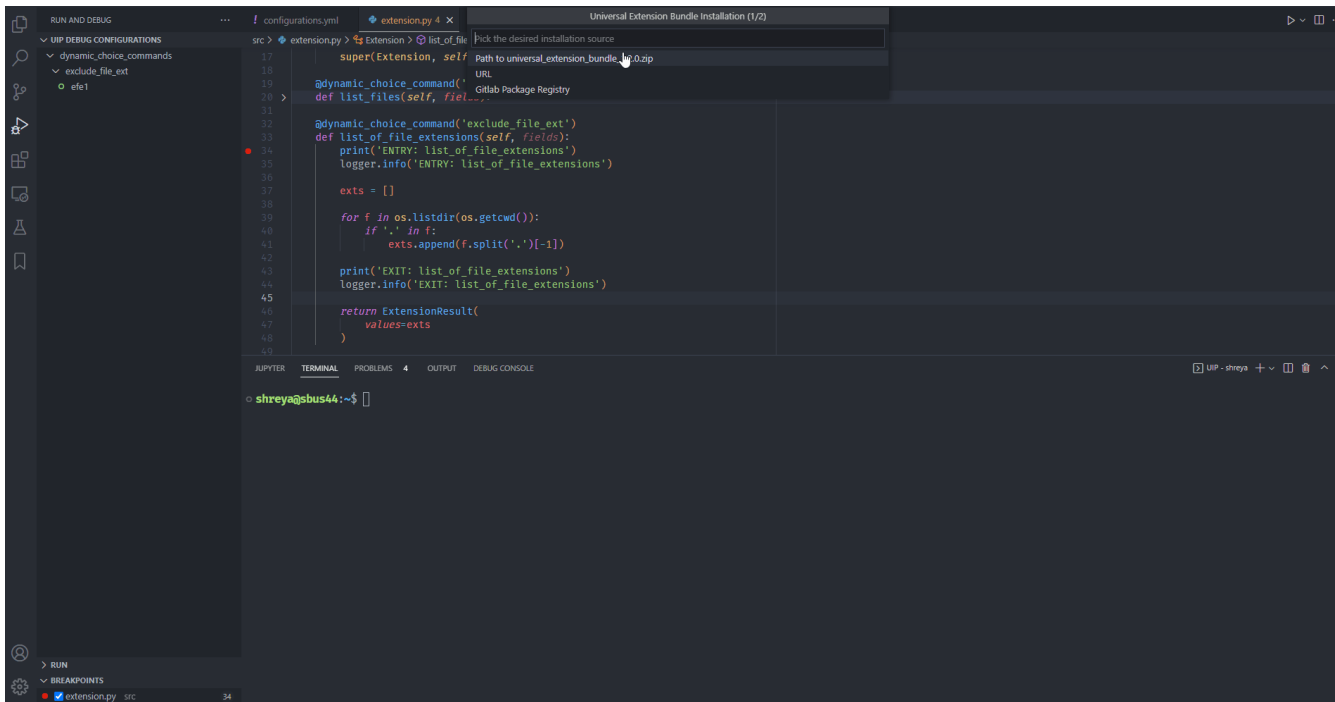 RUN AND DEBUG
UIP DEBUG CONFIGURATIONS
dynamic_choice_commands
exclude_file_ext
efe1
RUN
BREAKPOINTS
extension.py src 34
configurations.yml extension.py 4
Universal Extension Bundle Installation (1/2)
Pick the desired installation source
Path to universal_extension_bundle_ 2.0.zip
URL
Gitlab Package Registry
src > extension.py > Extension > list_of_file
17 super(Extension, self
18
19 @dynamic_choice_command('
20 def list_files(self, fiel
31
32 @dynamic_choice_command('exclude_file_ext')
33 def list_of_file_extensions(self, fields):
34 print('ENTRY: list_of_file_extensions')
35 logger.info('ENTRY: list_of_file_extensions')
36
37 exts = []
38
39 for f in os.listdir(os.getcwd()):
40 if '.' in f:
41 exts.append(f.split('.')[-1])
42
43 print('EXIT: list_of_file_extensions')
44 logger.info('EXIT: list_of_file_extensions')
45
46 return ExtensionResult(
47 values=exts
48 )
49
JUPYTER TERMINAL PROBLEMS 4 OUTPUT DEBUG CONSOLE
UIP - shreya
shreya@sbus44:~$